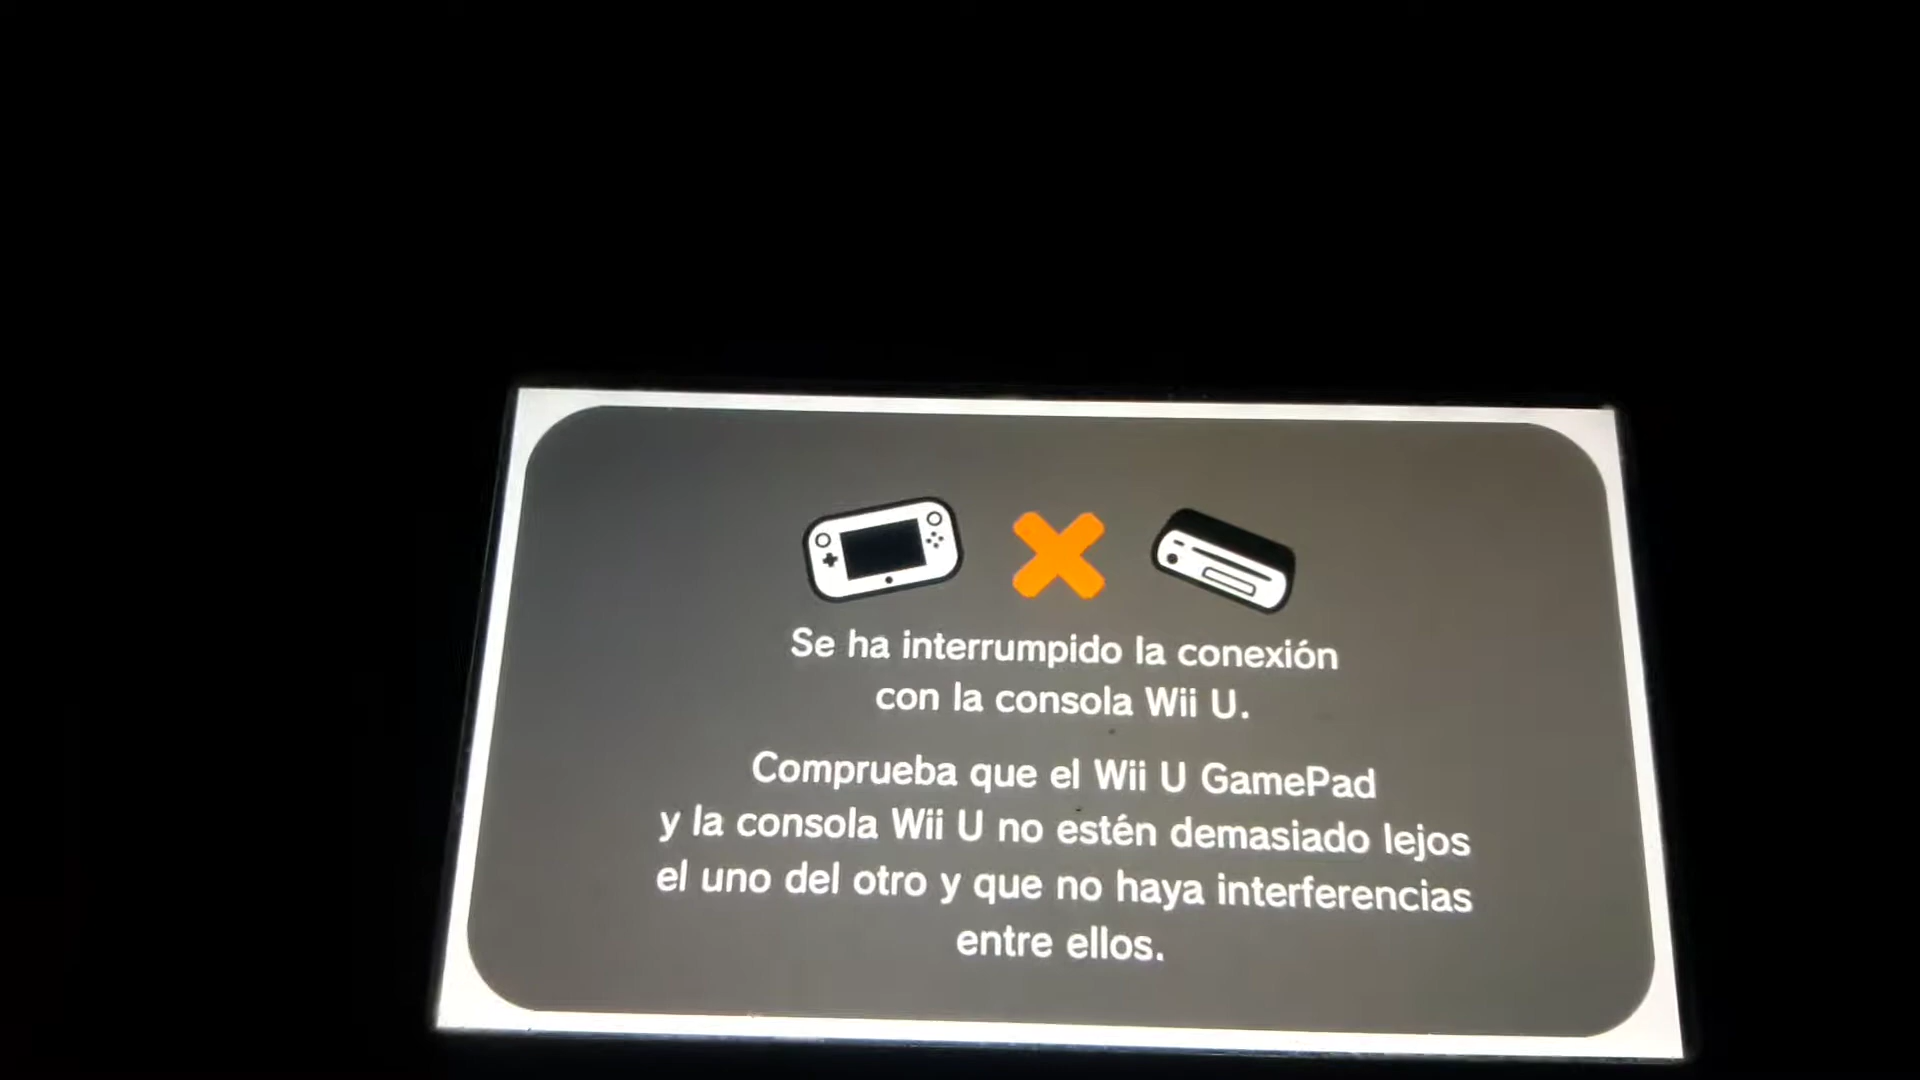 Se ha interrumpido la conexión
con la consola Wii U.
Comprueba que el Wii U GamePad
y la consola Wii U no estén demasiado lejos
el uno del otro y que no haya interferencias
entre ellos.